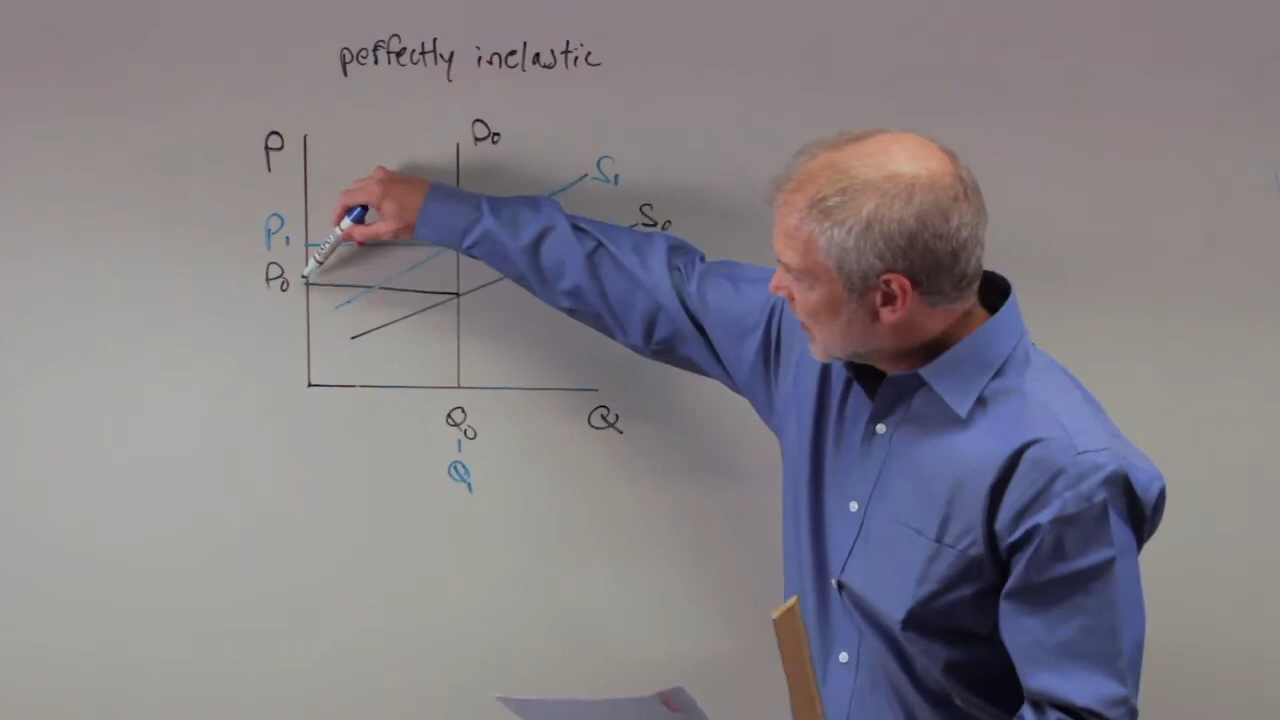 perfectly inelastic
P
D₀
S₁
P₁
S₀
P₀
Q₀
Q
Q₁